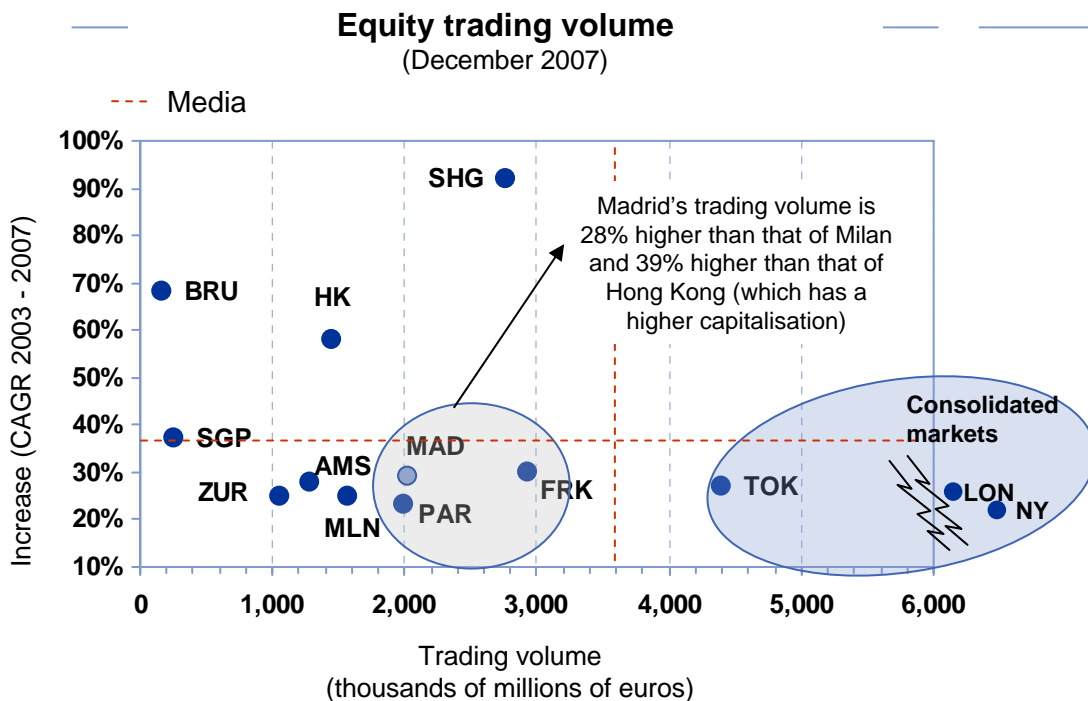 Equity trading volume
(December 2007)
Media
100%
90%
80%
70%
60%
50%
40%
30%
20%
10%
Increase (CAGR 2003 - 2007)
SHG
Madrid’s trading volume is
28% higher than that of Milan
and 39% higher than that of
Hong Kong (which has a
higher capitalisation)
BRU
HK
SGP
MAD
AMS
ZUR
MLN
PAR
FRK
Consolidated
markets
TOK
LON
NY
0
1,000
2,000
3,000
4,000
5,000
6,000
Trading volume
(thousands of millions of euros)